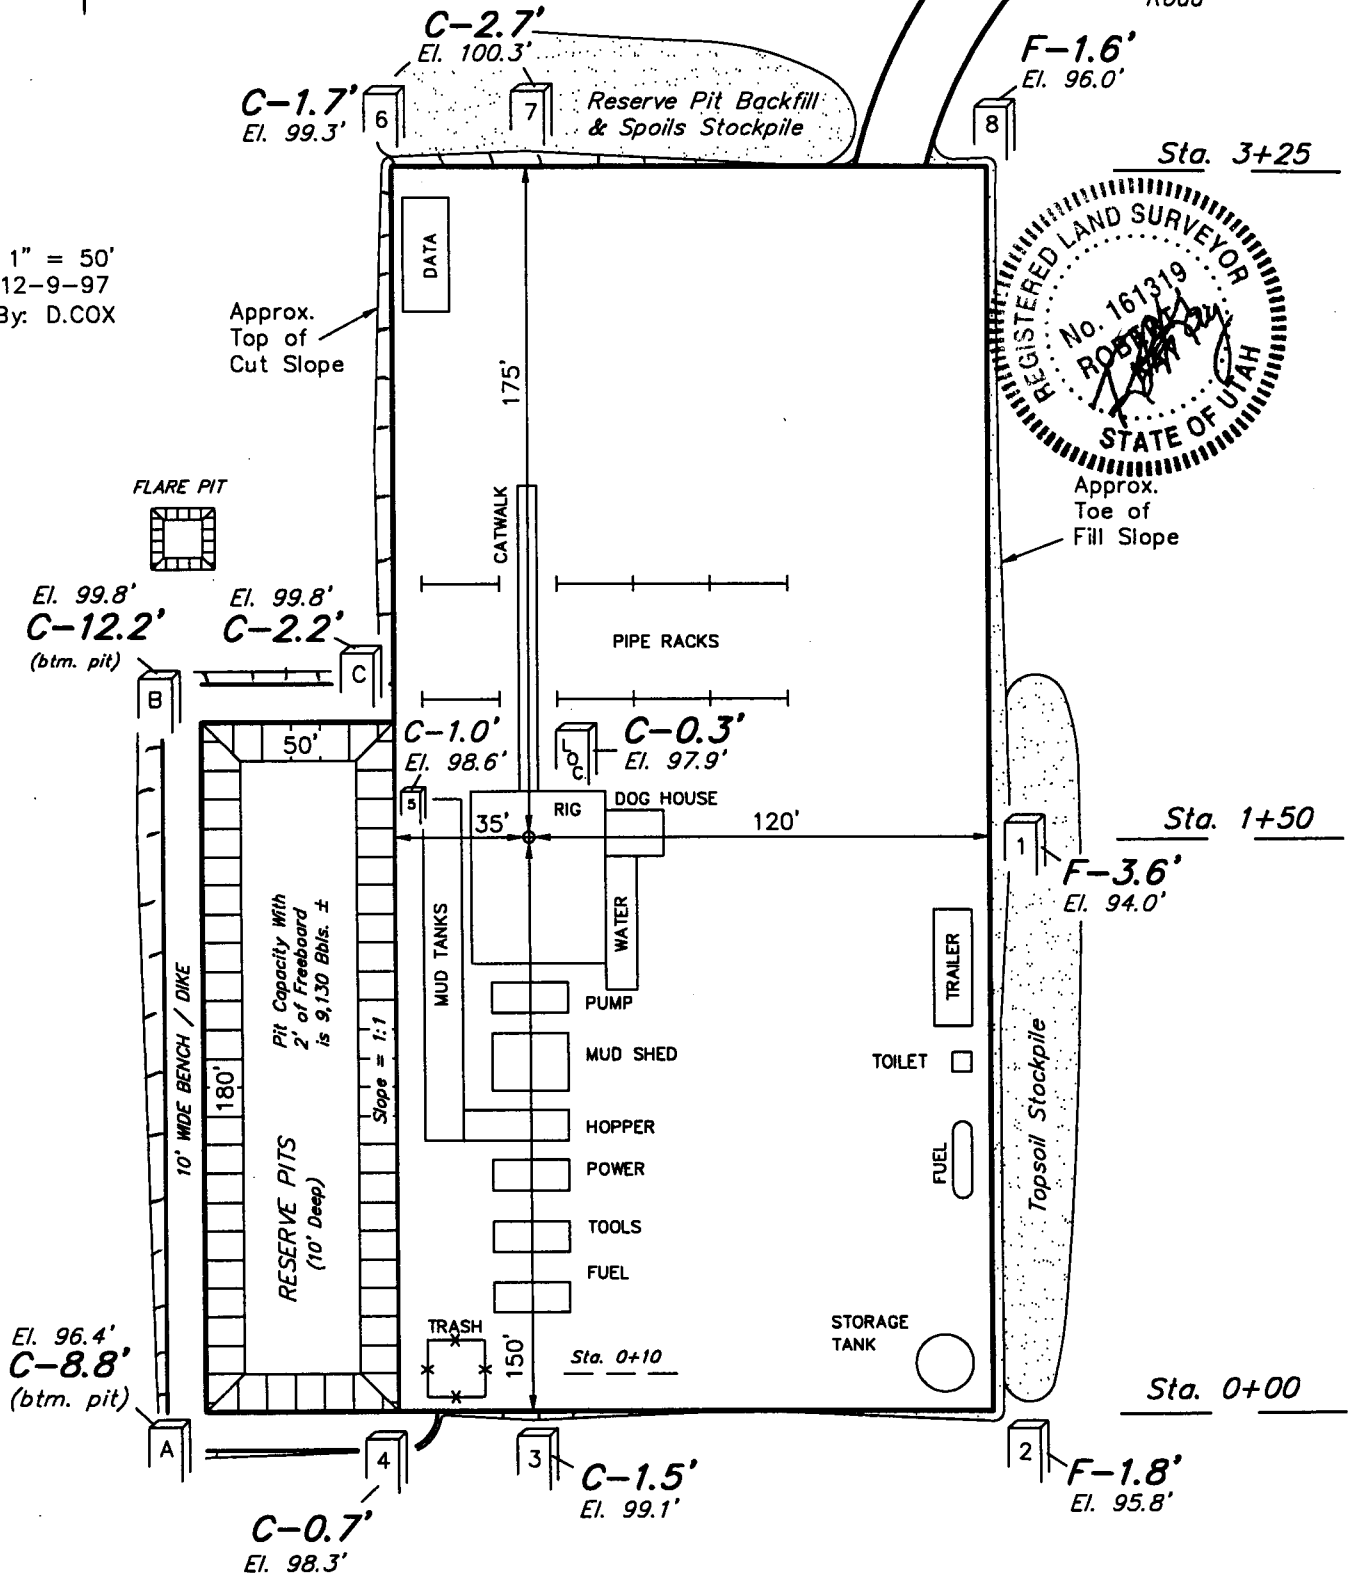 Road
C-2.7'
El. 100.3'
F-1.6'
El. 96.0'
C-1.7'
El. 99.3'
6
7
Reserve Pit Backfill
& Spoils Stockpile
8
Sta. 3+25
1" = 50'
12-9-97
By: D.COX
DATA
REGISTERED LAND SURVEYOR
No. 161319
STATE OF UTAH
Approx.
Top of
Cut Slope
175'
FLARE PIT
CATWALK
Approx.
Toe of
Fill Slope
El. 99.8'
C-12.2'
(btm. pit)
El. 99.8'
C-2.2'
PIPE RACKS
B
C
50'
C-1.0'
El. 98.6'
LOC.
C-0.3'
El. 97.9'
5
RIG
DOG HOUSE
35'
120'
Sta. 1+50
1
F-3.6'
El. 94.0'
Pit Capacity With
2' of Freeboard
is 9,130 Bbls. ±
MUD TANKS
WATER
TRAILER
10' WIDE BENCH / DIKE
PUMP
MUD SHED
TOILET
180'
Slope = 1:1
Topsoil Stockpile
HOPPER
RESERVE PITS
(10' Deep)
POWER
FUEL
TOOLS
FUEL
TRASH
STORAGE
TANK
150'
Sta. 0+10
El. 96.4'
C-8.8'
(btm. pit)
Sta. 0+00
A
4
3
2
C-1.5'
El. 99.1'
F-1.8'
El. 95.8'
C-0.7'
El. 98.3'